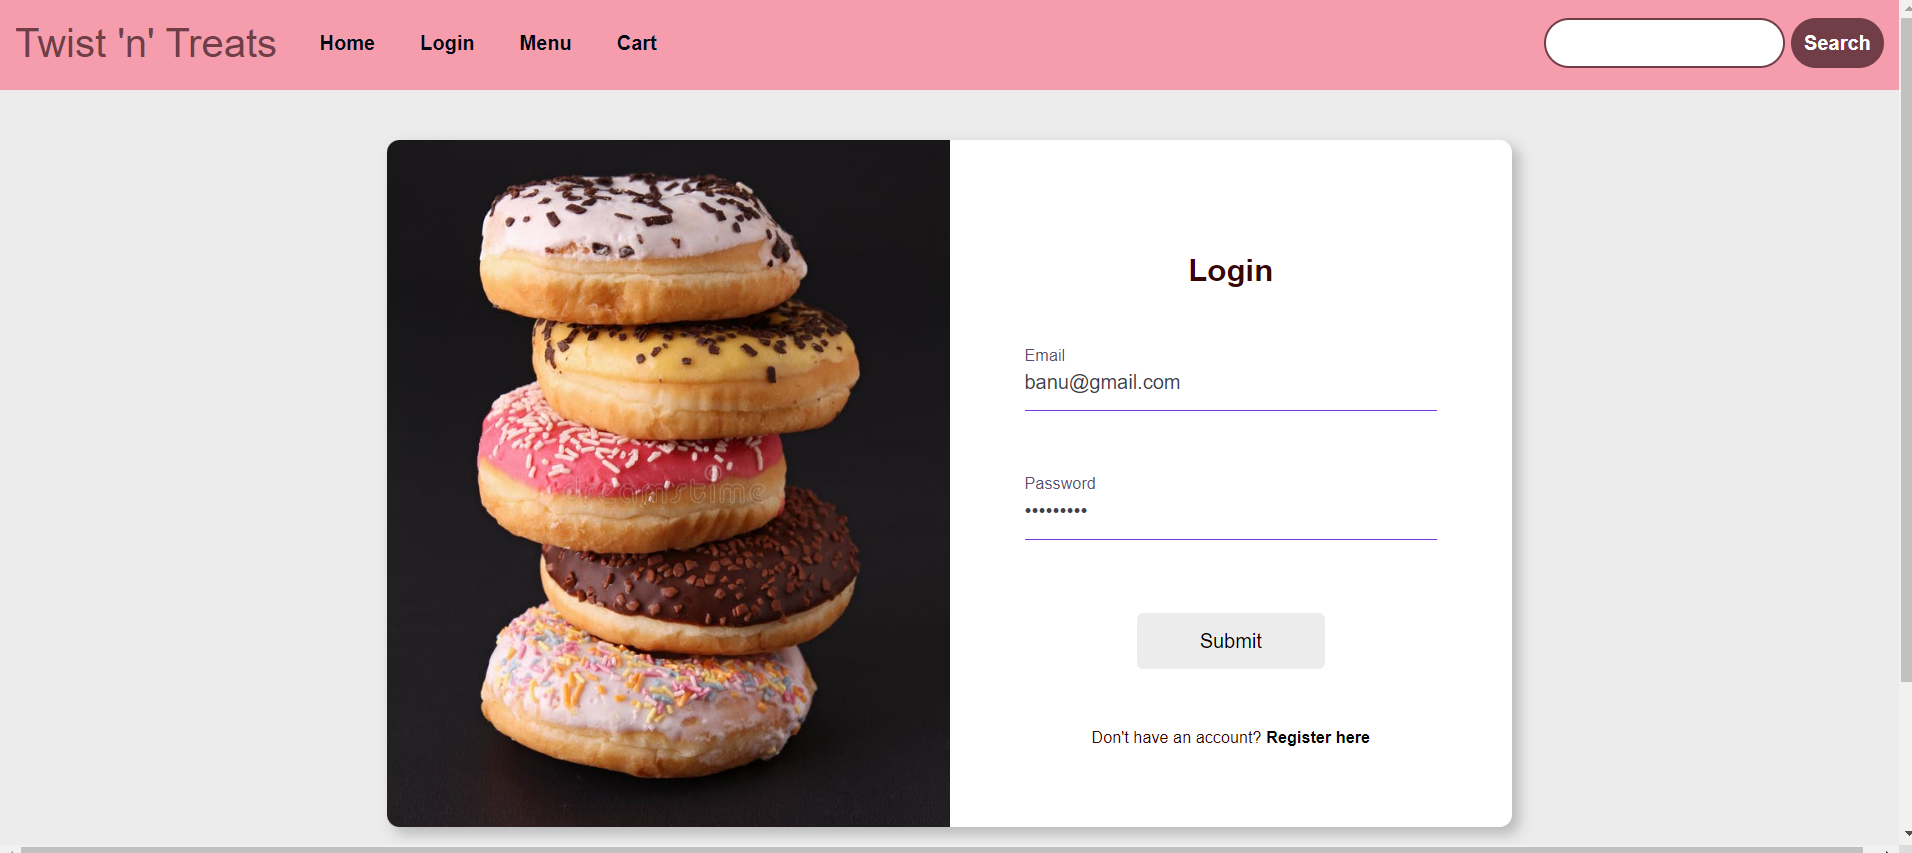 Twist 'n' Treats Home Login Menu Cart Search
Login
Email
banu@gmail.com
Password
•••••••••
Submit
Don't have an account? Register here
dreamstime